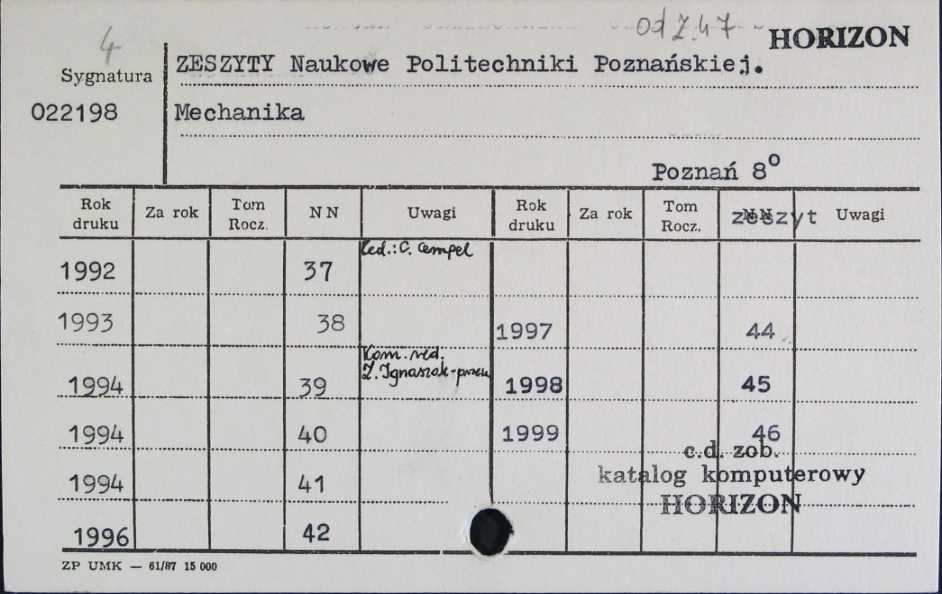 4
od Z.47
HORIZON
Sygnatura
022198
ZESZYTY Naukowe Politechniki Poznańskiej.
Mechanika
Poznań 8°
Rok druku Za rok Tom Rocz. NN Uwagi Rok druku Za rok Tom Rocz. NN zeszyt Uwagi
1992 37 Red.: C. Cempel
1993 38 1997 44
1994 39 Kom. red. Z. Ignaszak-przew 1998 45
1994 40 1999 46
c.d. zob.
1994 41 katalog komputerowy
HORIZON
1996 42
ZP UMK — 61/87 15 000